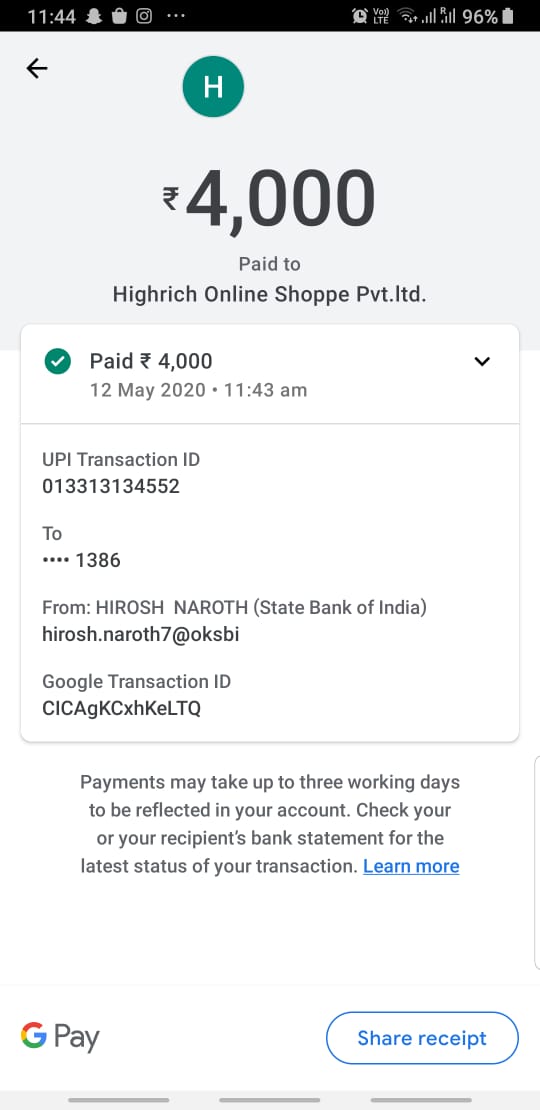 11:44 ... Vo)) LTE R 96%
H
₹4,000
Paid to
Highrich Online Shoppe Pvt.ltd.
Paid ₹ 4,000
12 May 2020 • 11:43 am
UPI Transaction ID
013313134552
To
•••• 1386
From: HIROSH  NAROTH (State Bank of India)
hirosh.naroth7@oksbi
Google Transaction ID
CICAgKCxhKeLTQ
Payments may take up to three working days
to be reflected in your account. Check your
or your recipient's bank statement for the
latest status of your transaction. Learn more
G Pay
Share receipt